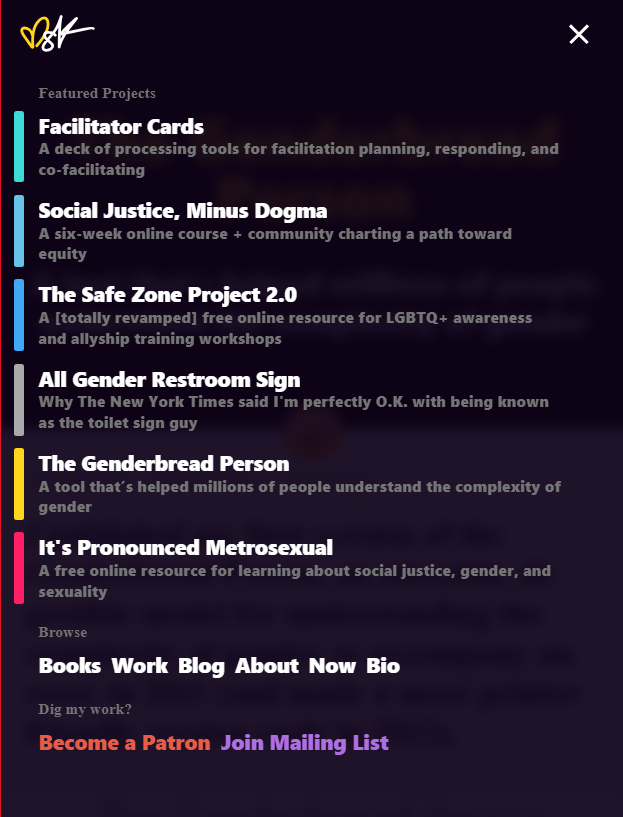 Featured Projects
Facilitator Cards
A deck of processing tools for facilitation planning, responding, and
co-facilitating
Social Justice, Minus Dogma
A six-week online course + community charting a path toward
equity
The Safe Zone Project 2.0
A [totally revamped] free online resource for LGBTQ+ awareness
and allyship training workshops
All Gender Restroom Sign
Why The New York Times said I'm perfectly O.K. with being known
as the toilet sign guy
The Genderbread Person
A tool that’s helped millions of people understand the complexity of
gender
It's Pronounced Metrosexual
A free online resource for learning about social justice, gender, and
sexuality
Browse
Books Work Blog About Now Bio
Dig my work?
Become a Patron Join Mailing List